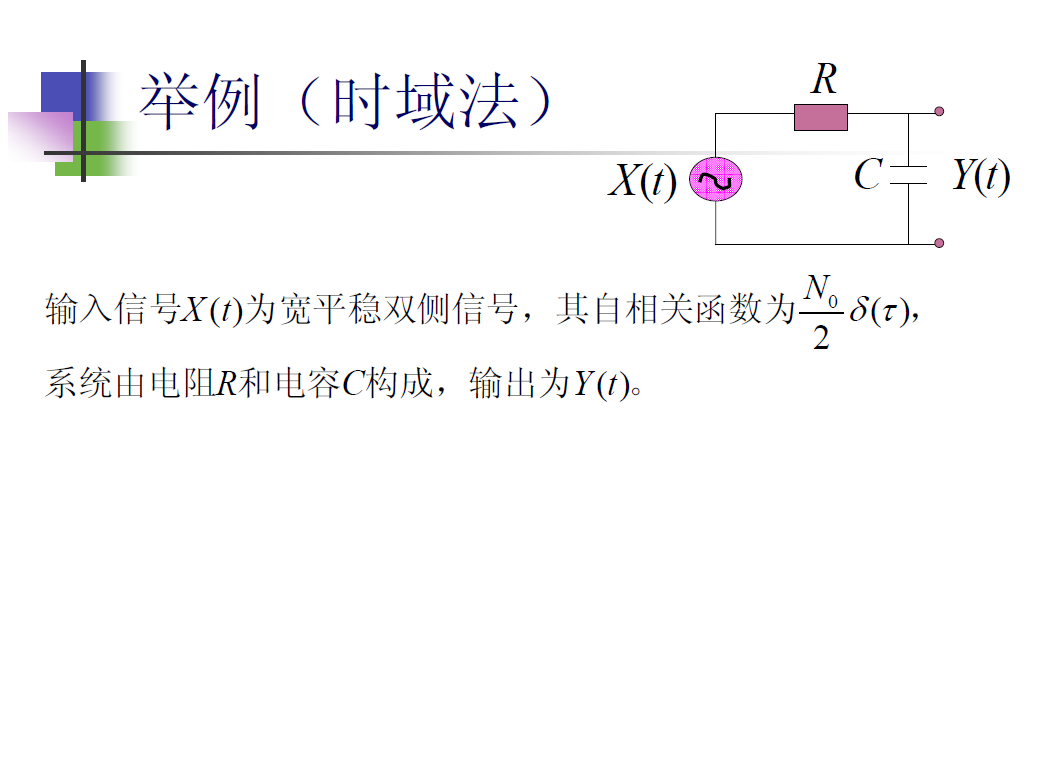 举例（时域法）
R
X(t)
C
Y(t)
输入信号X(t)为宽平稳双侧信号，其自相关函数为N₀/2 δ(τ)，
系统由电阻R和电容C构成，输出为Y(t)。